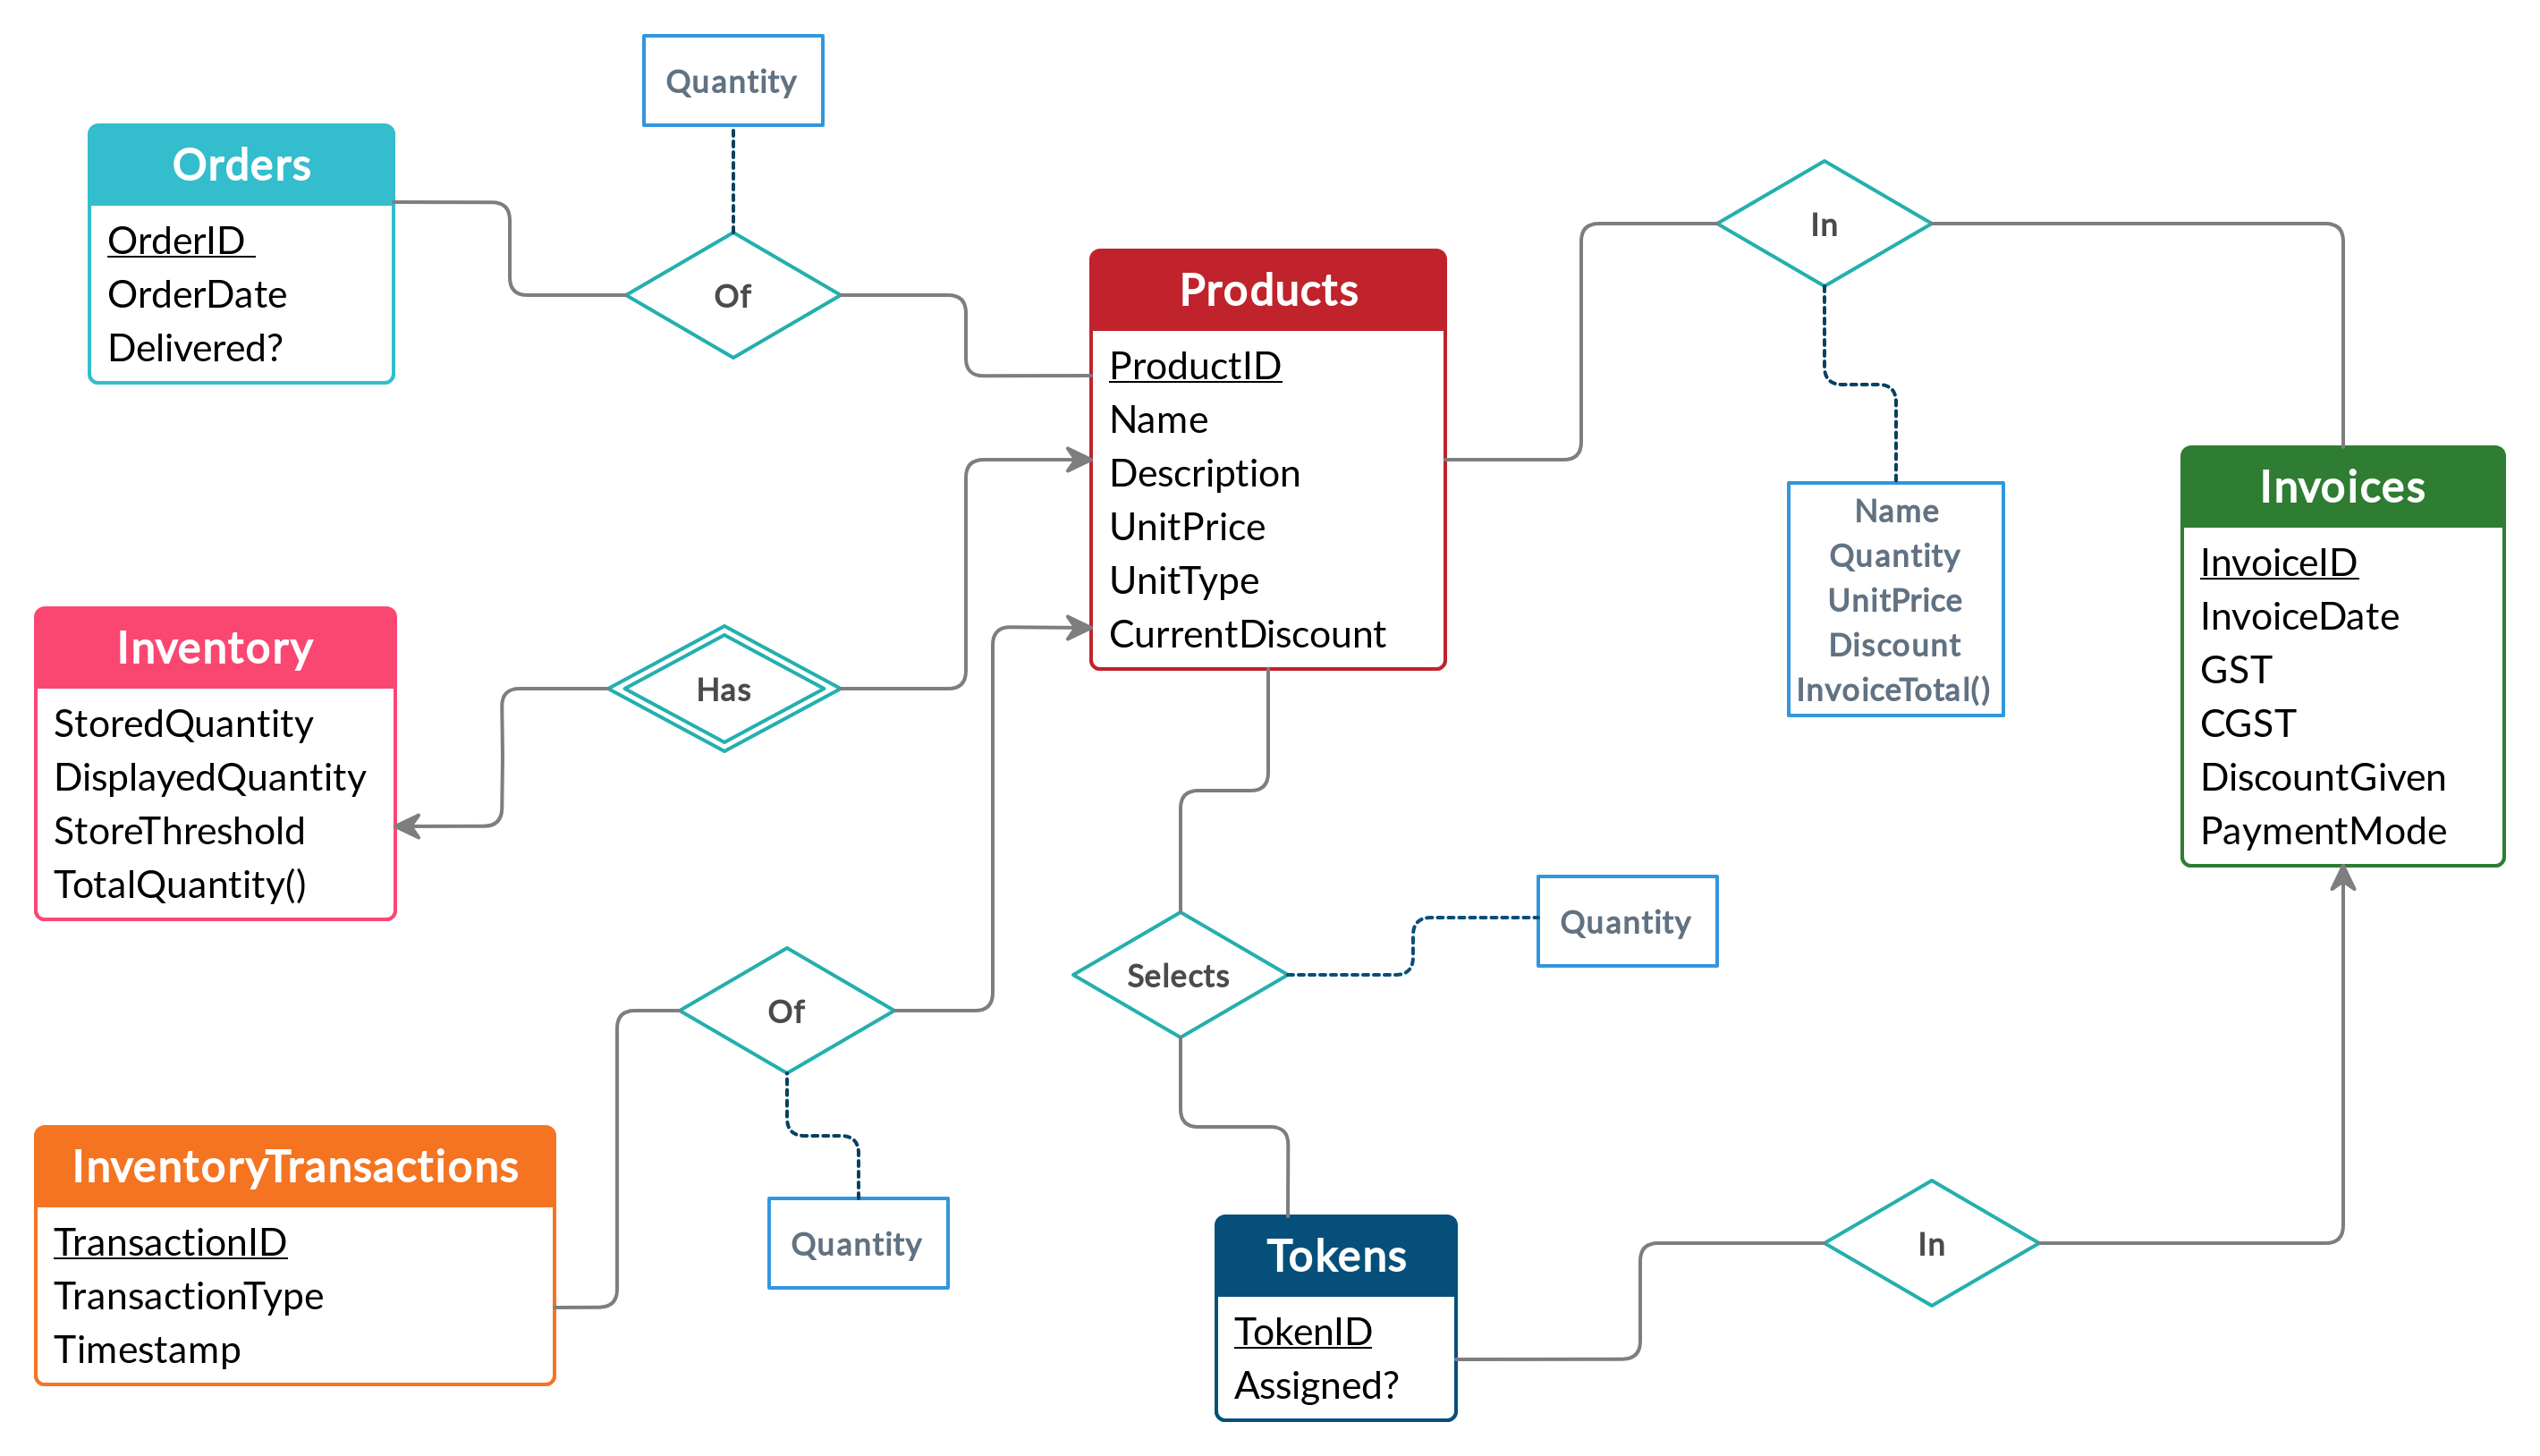 Quantity
Orders
OrderID
OrderDate
Delivered?
Of
Products
ProductID
Name
Description
UnitPrice
UnitType
CurrentDiscount
In
Name
Quantity
UnitPrice
Discount
InvoiceTotal()
Invoices
InvoiceID
InvoiceDate
GST
CGST
DiscountGiven
PaymentMode
Inventory
StoredQuantity
DisplayedQuantity
StoreThreshold
TotalQuantity()
Has
Selects
Quantity
Of
Quantity
InventoryTransactions
TransactionID
TransactionType
Timestamp
Tokens
TokenID
Assigned?
In